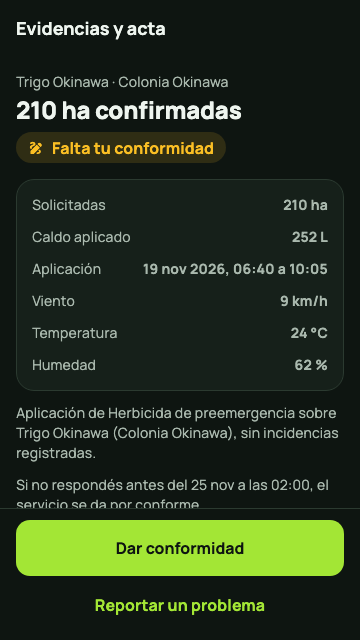 Evidencias y acta
Trigo Okinawa · Colonia Okinawa
210 ha confirmadas
Falta tu conformidad
Solicitadas 210 ha
Caldo aplicado 252 L
Aplicación 19 nov 2026, 06:40 a 10:05
Viento 9 km/h
Temperatura 24 °C
Humedad 62 %
Aplicación de Herbicida de preemergencia sobre
Trigo Okinawa (Colonia Okinawa), sin incidencias
registradas.
Si no respondés antes del 25 nov a las 02:00, el
servicio se da por conforme.
Dar conformidad
Reportar un problema